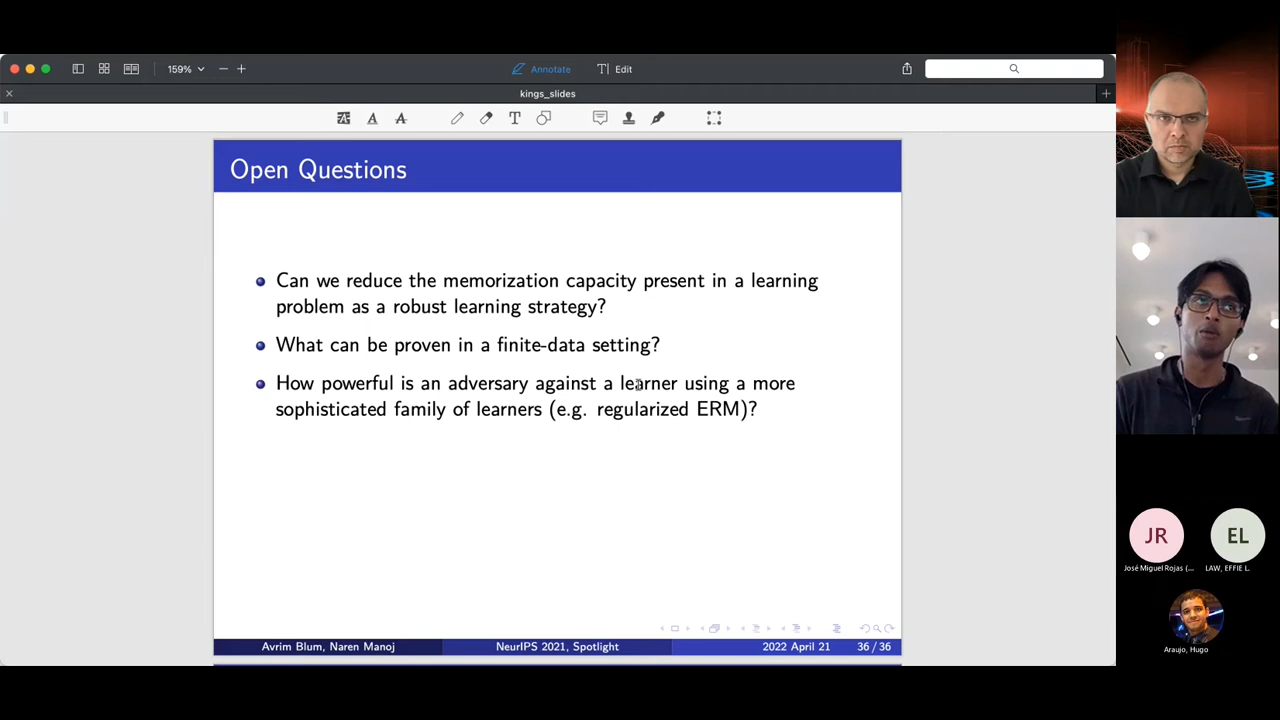 159%
Annotate
Edit
kings_slides
Open Questions
Can we reduce the memorization capacity present in a learning
problem as a robust learning strategy?
What can be proven in a finite-data setting?
How powerful is an adversary against a learner using a more
sophisticated family of learners (e.g. regularized ERM)?
Avrim Blum, Naren Manoj
NeurIPS 2021, Spotlight
2022 April 21
36 / 36
JR
EL
José Miguel Rojas (...
LAW, EFFIE L.
Araujo, Hugo